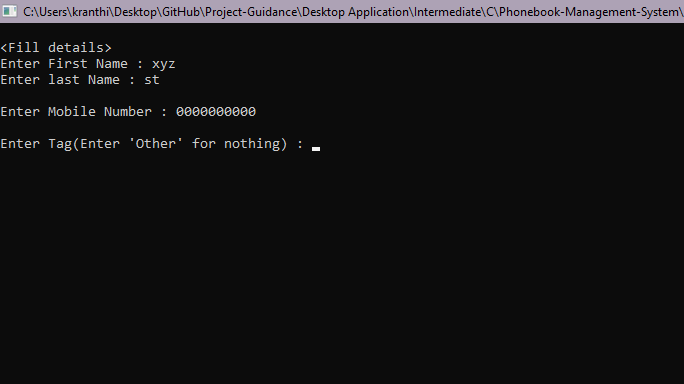 C:\Users\kranthi\Desktop\GitHub\Project-Guidance\Desktop Application\Intermediate\C\Phonebook-Management-System\
<Fill details>
Enter First Name : xyz
Enter last Name : st
Enter Mobile Number : 0000000000
Enter Tag(Enter 'Other' for nothing) :